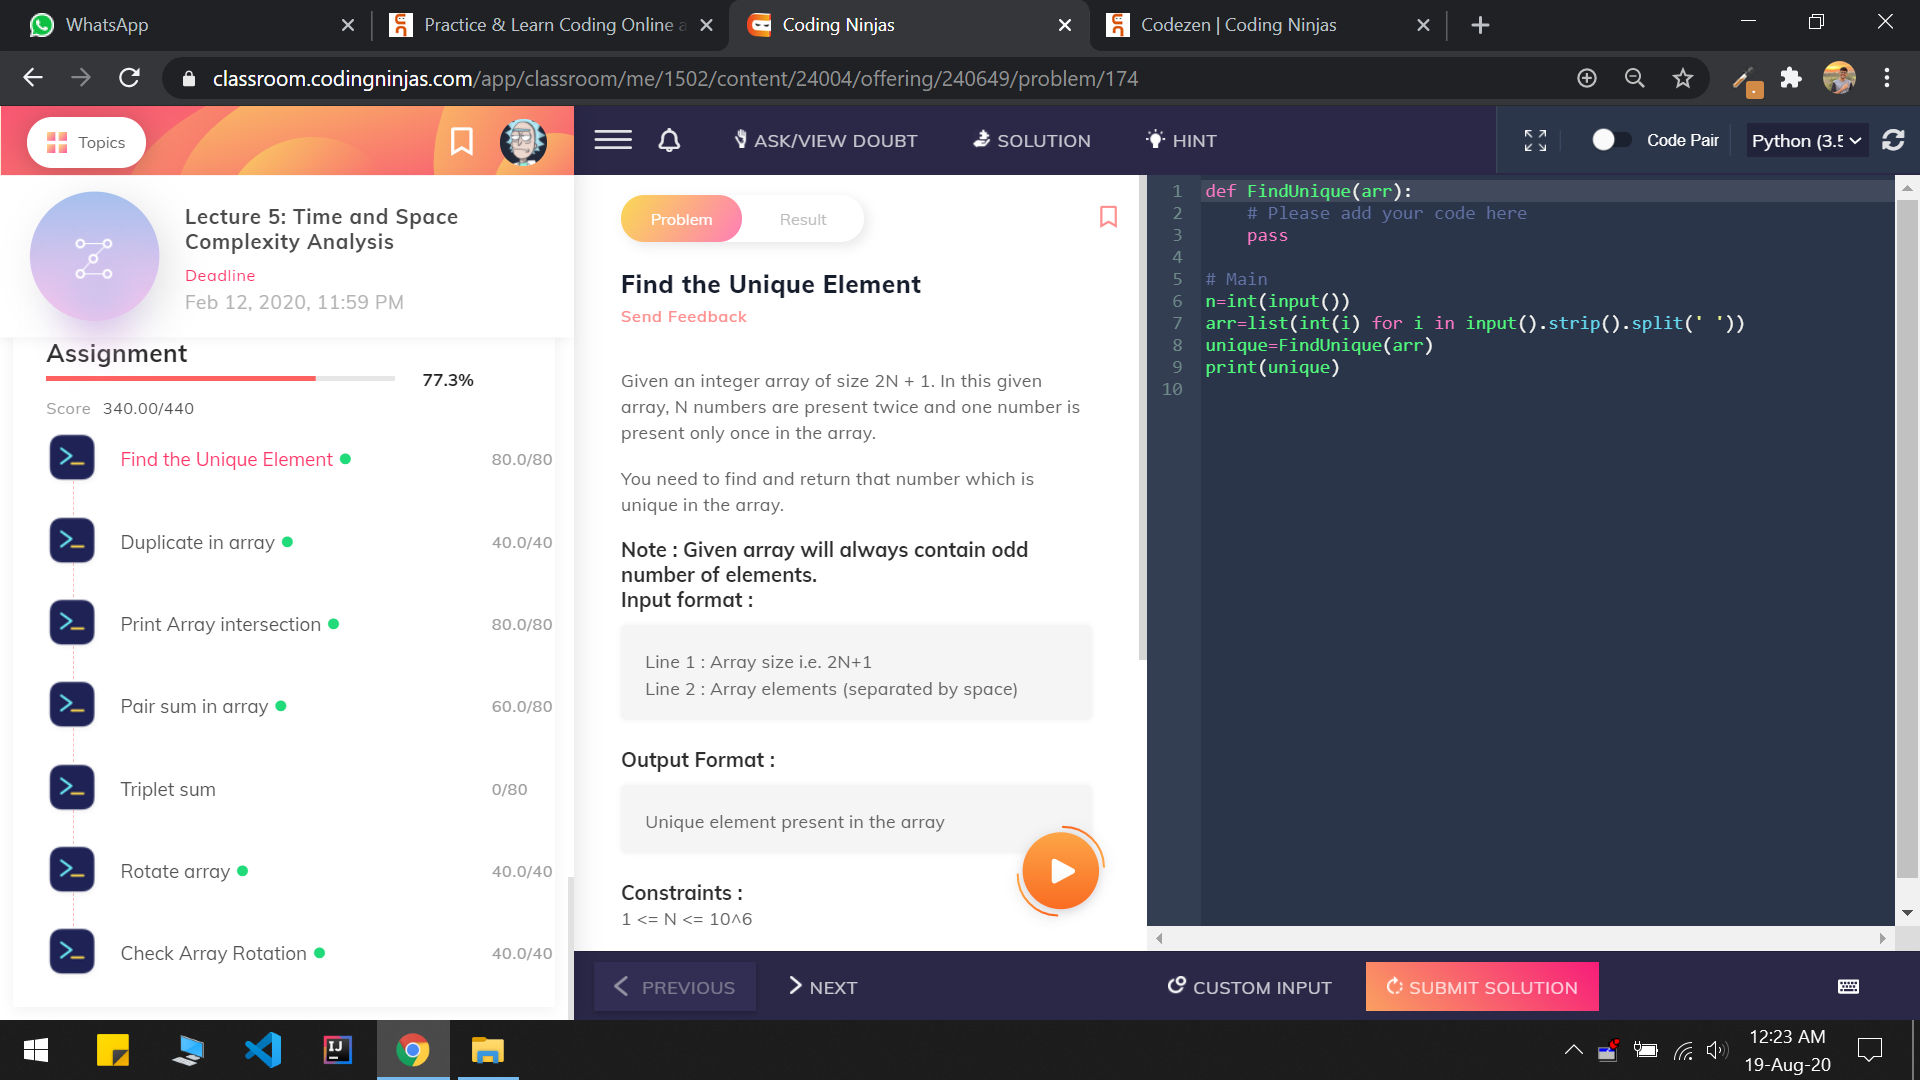 WhatsApp
Practice & Learn Coding Online a
Coding Ninjas
Codezen | Coding Ninjas
classroom.codingninjas.com/app/classroom/me/1502/content/24004/offering/240649/problem/174
Topics
ASK/VIEW DOUBT
SOLUTION
HINT
Code Pair
Python (3.5
Lecture 5: Time and Space
Complexity Analysis
Deadline
Feb 12, 2020, 11:59 PM
Assignment
77.3%
Score 340.00/440
Find the Unique Element 80.0/80
Duplicate in array 40.0/40
Print Array intersection 80.0/80
Pair sum in array 60.0/80
Triplet sum 0/80
Rotate array 40.0/40
Check Array Rotation 40.0/40
Problem
Result
Find the Unique Element
Send Feedback
Given an integer array of size 2N + 1. In this given
array, N numbers are present twice and one number is
present only once in the array.
You need to find and return that number which is
unique in the array.
Note : Given array will always contain odd
number of elements.
Input format :
Line 1 : Array size i.e. 2N+1
Line 2 : Array elements (separated by space)
Output Format :
Unique element present in the array
Constraints :
1 <= N <= 10^6
1 def FindUnique(arr):
2     # Please add your code here
3     pass
4
5 # Main
6 n=int(input())
7 arr=list(int(i) for i in input().strip().split(' '))
8 unique=FindUnique(arr)
9 print(unique)
10
PREVIOUS
NEXT
CUSTOM INPUT
SUBMIT SOLUTION
IJ
12:23 AM
19-Aug-20